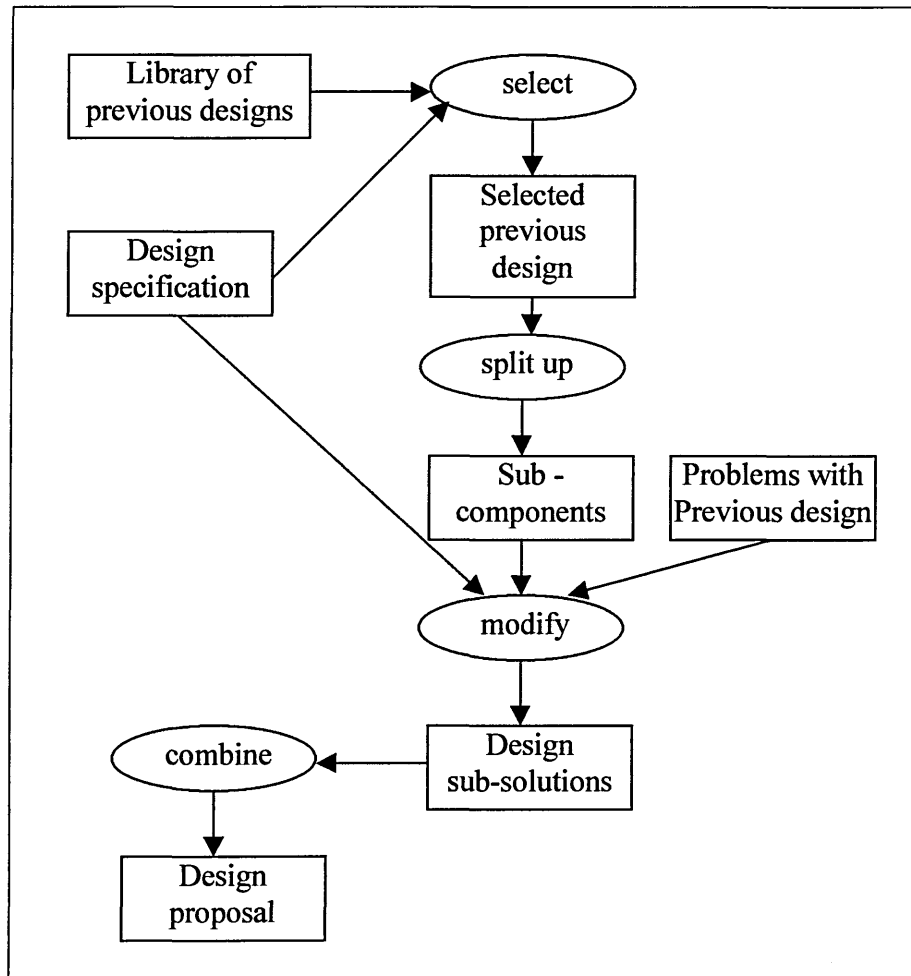 Library of
previous designs
select
Selected
previous
design
Design
specification
split up
Sub -
components
Problems with
Previous design
modify
Design
sub-solutions
combine
Design
proposal